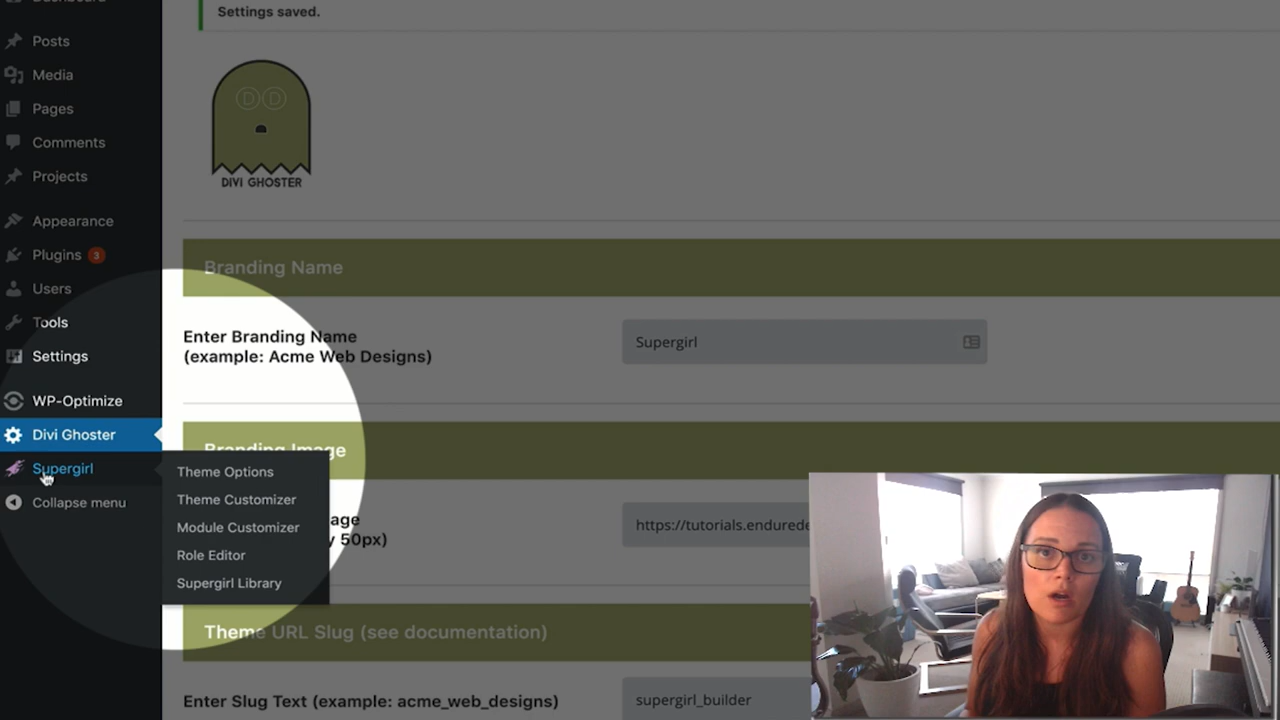 Settings saved.
Posts
Media
Pages
Comments
Projects
Appearance
Plugins 3
Users
Tools
Settings
WP-Optimize
Divi Ghoster
Supergirl
Collapse menu
Theme Options
Theme Customizer
Module Customizer
Role Editor
Supergirl Library
DD
DIVI GHOSTER
Branding Name
Enter Branding Name
(example: Acme Web Designs)
Supergirl
Branding Image
age
y 50px)
https://tutorials.endurede
Theme URL Slug (see documentation)
Enter Slug Text (example: acme_web_designs)
supergirl_builder